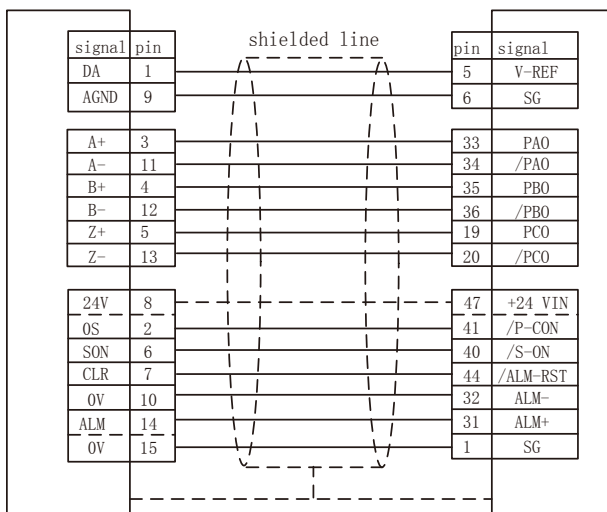 shielded line
signal pin pin signal
DA 1 5 V-REF
AGND 9 6 SG
A+ 3 33 PAO
A- 11 34 /PAO
B+ 4 35 PBO
B- 12 36 /PBO
Z+ 5 19 PCO
Z- 13 20 /PCO
24V 8 47 +24 VIN
OS 2 41 /P-CON
SON 6 40 /S-ON
CLR 7 44 /ALM-RST
0V 10 32 ALM-
ALM 14 31 ALM+
0V 15 1 SG